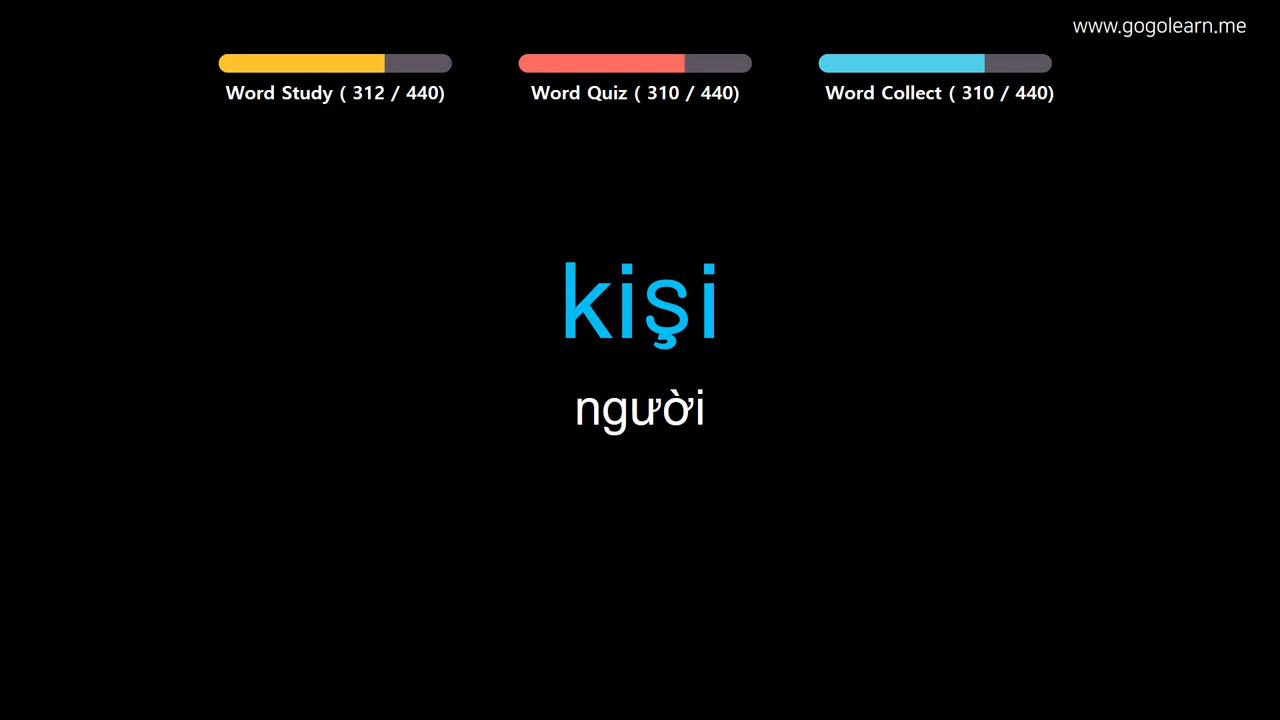 www.gogolearn.me
Word Study ( 312 / 440)
Word Quiz ( 310 / 440)
Word Collect ( 310 / 440)
kişi
người